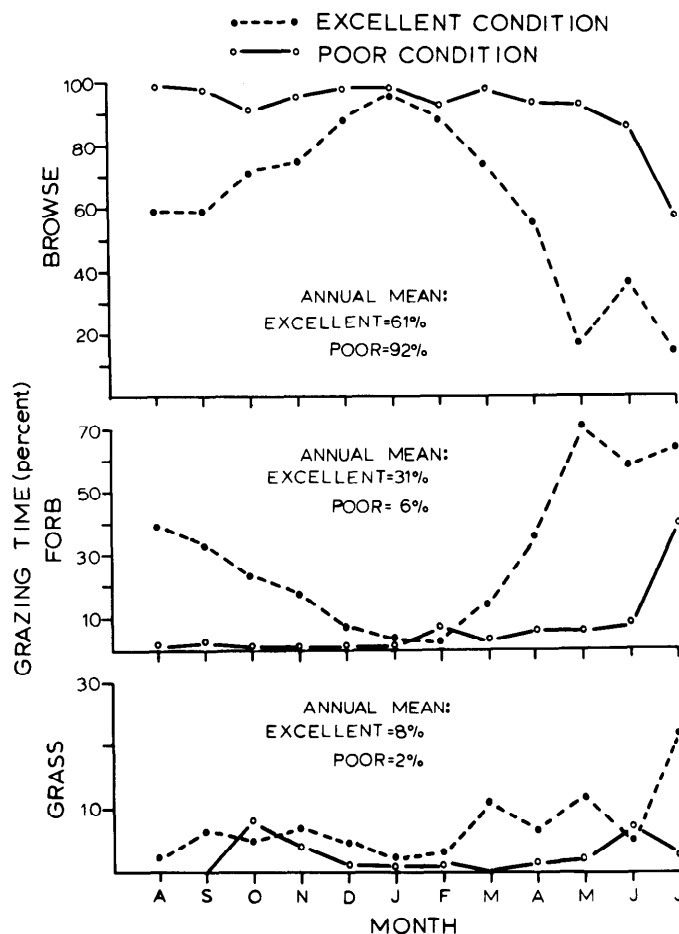 EXCELLENT CONDITION
POOR CONDITION
100
80
60
40
20
BROWSE
ANNUAL MEAN:
EXCELLENT=61%
POOR=92%
GRAZING TIME (percent)
70
50
30
10
FORB
ANNUAL MEAN:
EXCELLENT=31%
POOR= 6%
30
10
GRASS
ANNUAL MEAN:
EXCELLENT=8%
POOR=2%
A S O N D J F M A M J J
MONTH